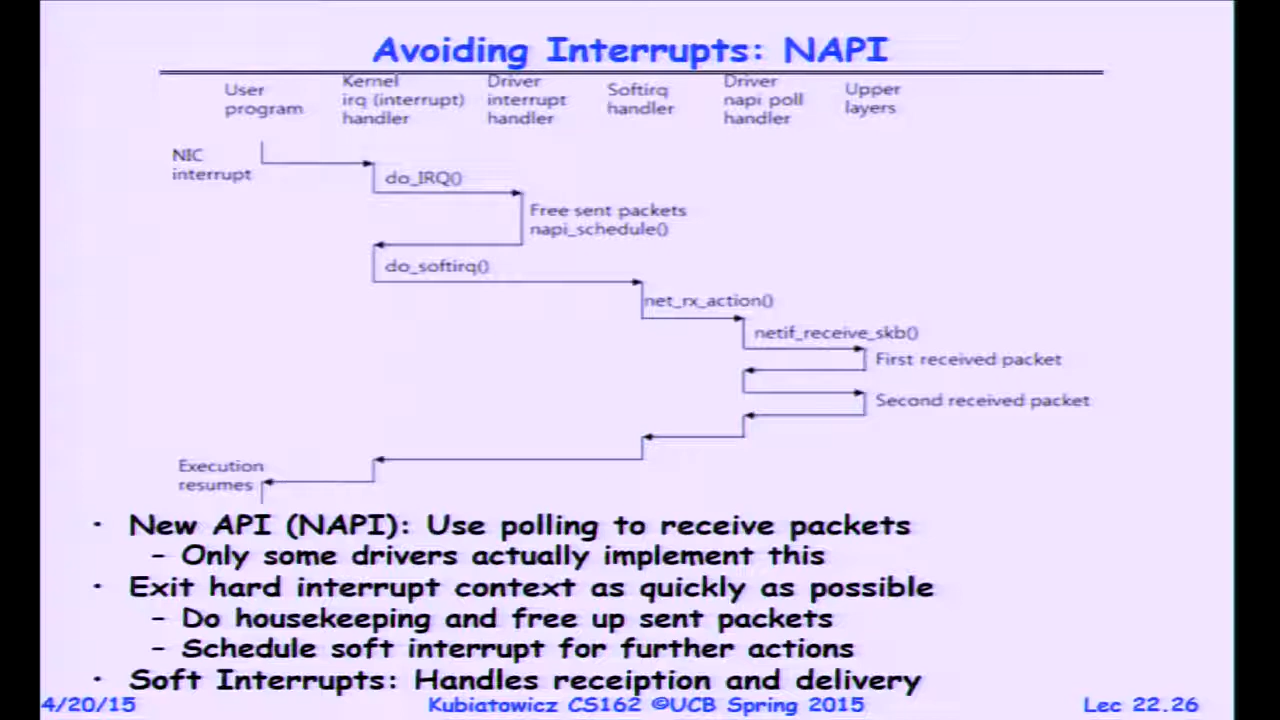 Avoiding Interrupts: NAPI
User
program
Kernel
irq (interrupt)
handler
Driver
interrupt
handler
Softirq
handler
Driver
napi poll
handler
Upper
layers
NIC
interrupt
do_IRQ()
Free sent packets
napi_schedule()
do_softirq()
net_rx_action()
netif_receive_skb()
First received packet
Second received packet
Execution
resumes
• New API (NAPI): Use polling to receive packets
– Only some drivers actually implement this
• Exit hard interrupt context as quickly as possible
– Do housekeeping and free up sent packets
– Schedule soft interrupt for further actions
• Soft Interrupts: Handles receiption and delivery
4/20/15 Kubiatowicz CS162 ©UCB Spring 2015 Lec 22.26